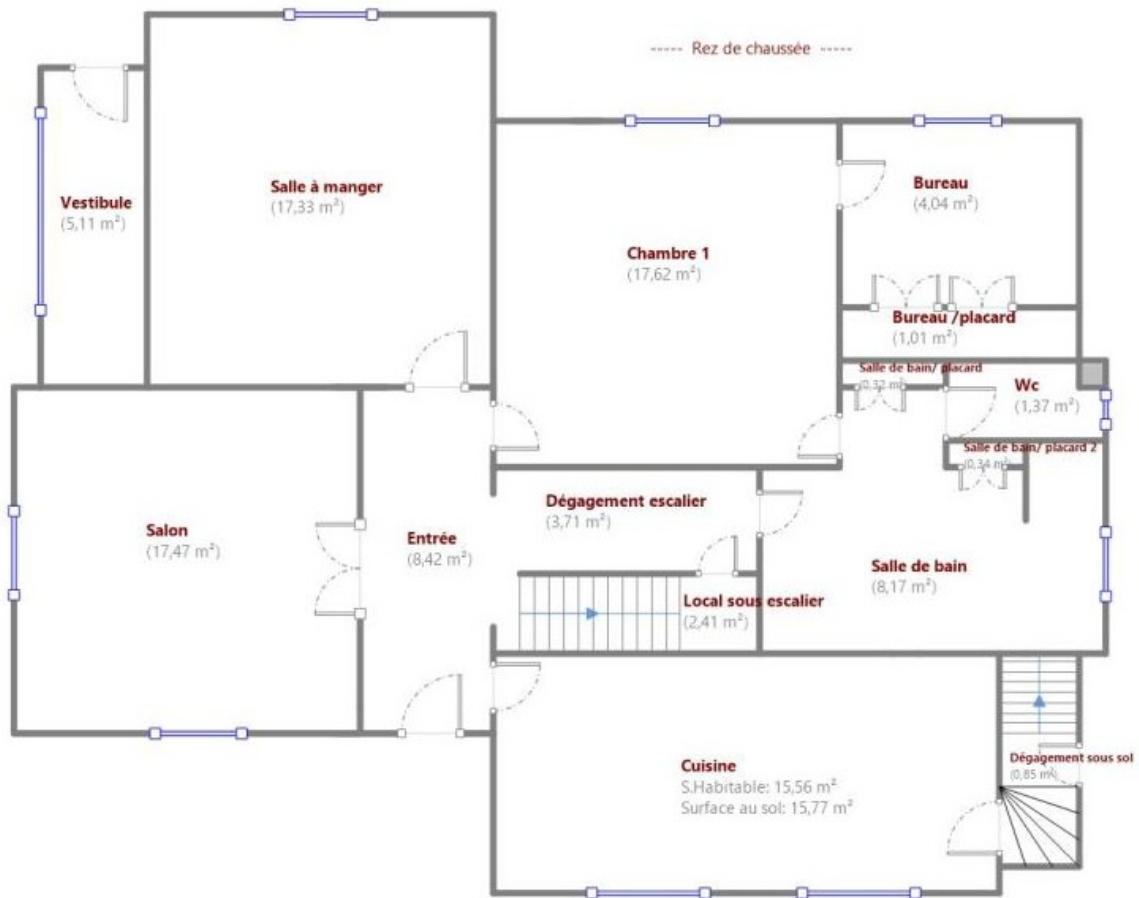 ----- Rez de chaussée -----
Salle à manger
(17,33 m²)
Vestibule
(5,11 m²)
Bureau
(4,04 m²)
Chambre 1
(17,62 m²)
Bureau /placard
(1,01 m²)
Salle de bain/ placard
(0,32 m²)
Wc
(1,37 m²)
Salle de bain/ placard 2
(0,34 m²)
Dégagement escalier
(3,71 m²)
Salon
(17,47 m²)
Entrée
(8,42 m²)
Salle de bain
(8,17 m²)
Local sous escalier
(2,41 m²)
Cuisine
S.Habitable: 15,56 m²
Surface au sol: 15,77 m²
Dégagement sous sol
(0,85 m²)